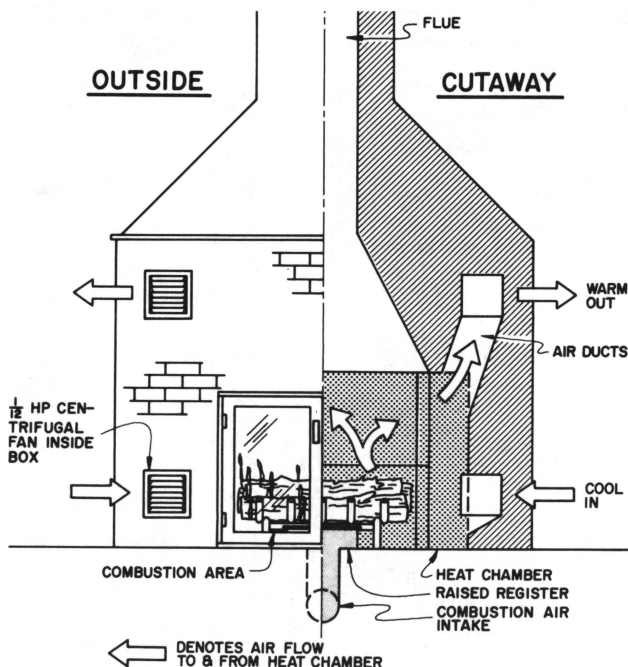 FLUE
OUTSIDE
CUTAWAY
WARM
OUT
AIR DUCTS
1/12 HP CEN-
TRIFUGAL
FAN INSIDE
BOX
COOL
IN
COMBUSTION AREA
HEAT CHAMBER
RAISED REGISTER
COMBUSTION AIR
INTAKE
DENOTES AIR FLOW
TO & FROM HEAT CHAMBER